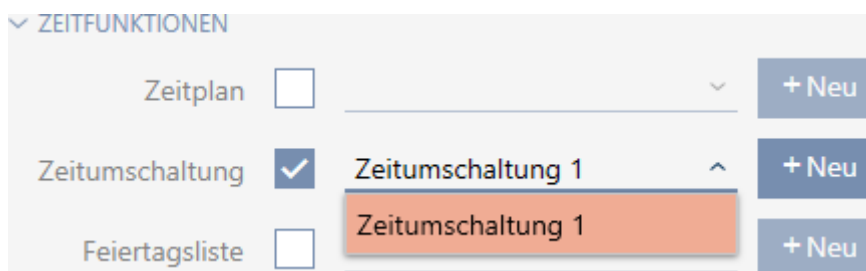 ZEITFUNKTIONEN
Zeitplan + Neu
Zeitumschaltung Zeitumschaltung 1 + Neu
Zeitumschaltung 1
Feiertagsliste + Neu